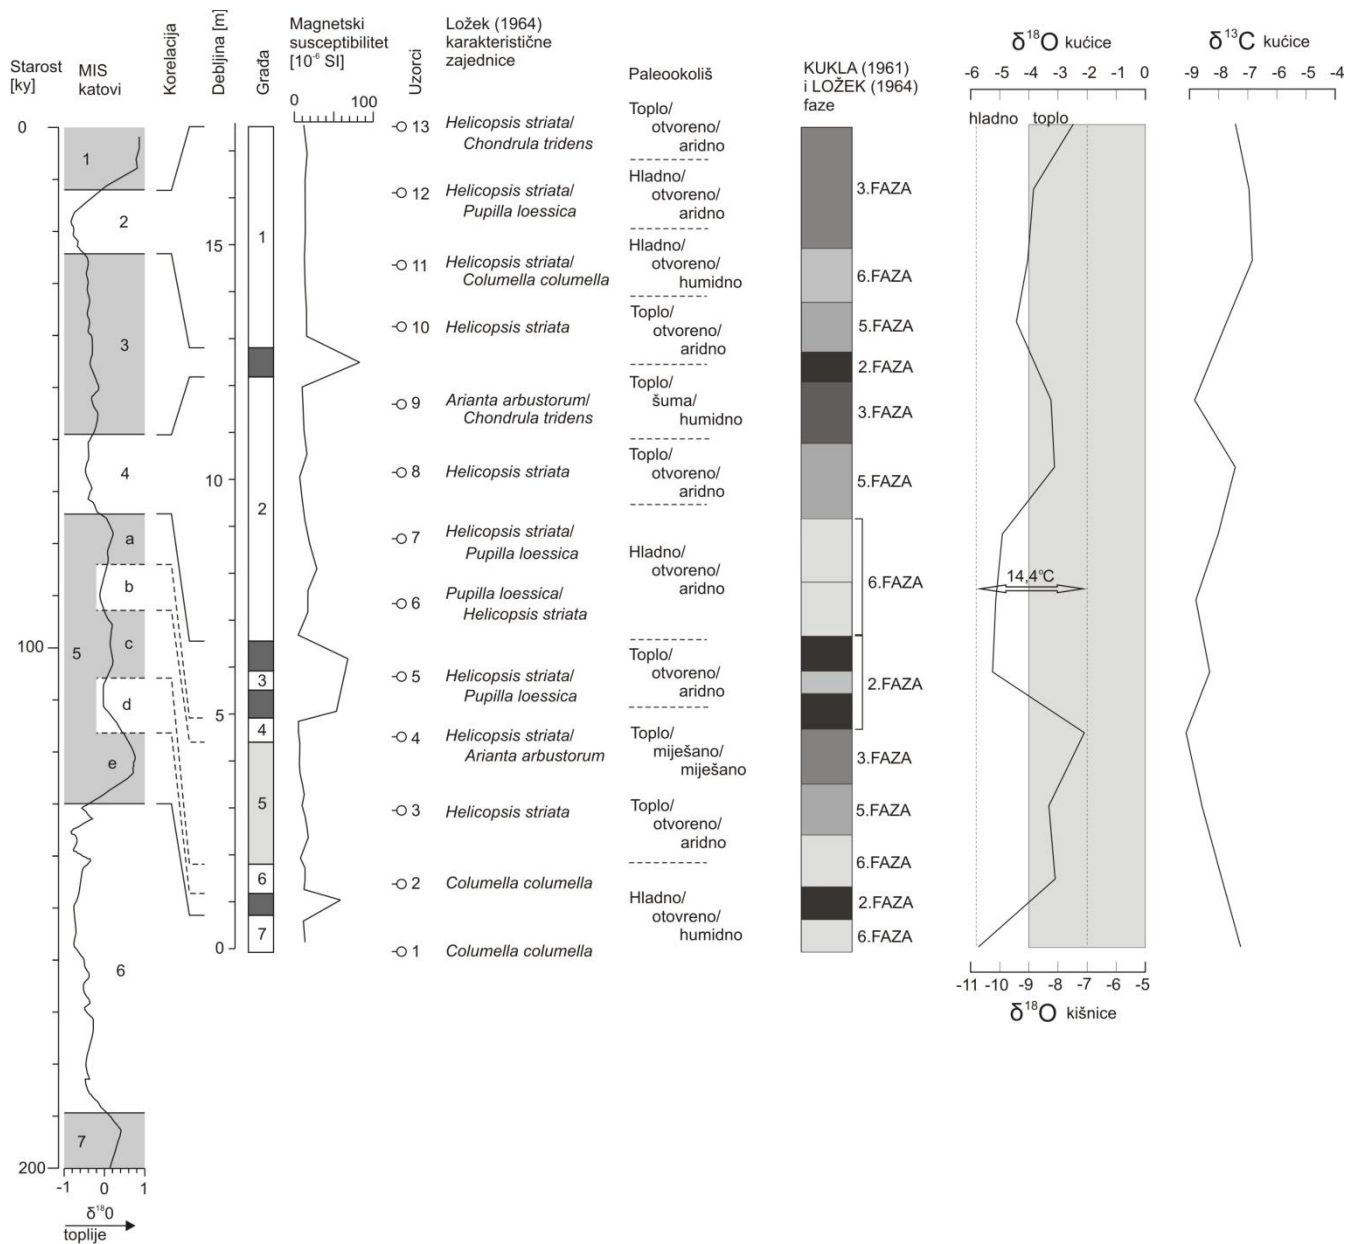 Starost
[ky]
MIS
katovi
Korelacija
Debljina [m]
Građa
Magnetski
susceptibilitet
[10⁻⁶ SI]
0 100
Uzorci
Ložek (1964)
karakteristične
zajednice
Paleookoliš
KUKLA (1961)
i LOŽEK (1964)
faze
δ¹⁸O kućice
-6 -5 -4 -3 -2 -1 0
hladno toplo
δ¹³C kućice
-9 -8 -7 -6 -5 -4
0
100
200
1
2
3
4
5
a
b
c
d
e
6
7
-1 0 1
δ¹⁸0
toplije
15
10
5
0
1
2
3
4
5
6
7
13 Helicopsis striata/
Chondrula tridens
12 Helicopsis striata/
Pupilla loessica
11 Helicopsis striata/
Columella columella
10 Helicopsis striata
9 Arianta arbustorum/
Chondrula tridens
8 Helicopsis striata
7 Helicopsis striata/
Pupilla loessica
6 Pupilla loessica/
Helicopsis striata
5 Helicopsis striata/
Pupilla loessica
4 Helicopsis striata/
Arianta arbustorum
3 Helicopsis striata
2 Columella columella
1 Columella columella
Toplo/
otvoreno/
aridno
Hladno/
otvoreno/
aridno
Hladno/
otvoreno/
humidno
Toplo/
otvoreno/
aridno
Toplo/
šuma/
humidno
Toplo/
otvoreno/
aridno
Hladno/
otvoreno/
aridno
Toplo/
otvoreno/
aridno
Toplo/
miješano/
miješano
Toplo/
otvoreno/
aridno
Hladno/
otovreno/
humidno
3.FAZA
6.FAZA
5.FAZA
2.FAZA
3.FAZA
5.FAZA
6.FAZA
2.FAZA
3.FAZA
5.FAZA
6.FAZA
2.FAZA
6.FAZA
14,4°C
-11 -10 -9 -8 -7 -6 -5
δ¹⁸O kišnice